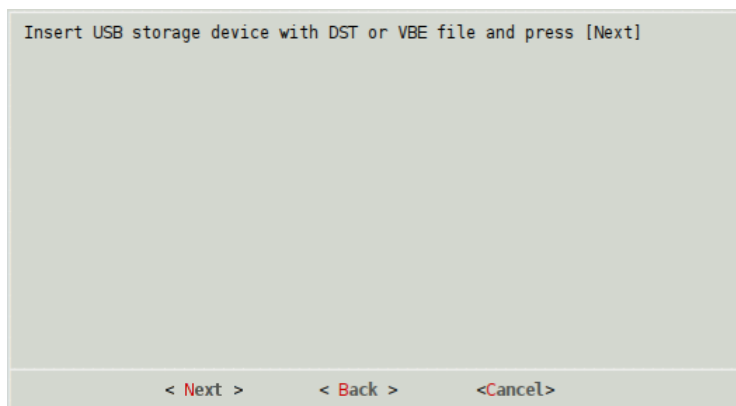 Insert USB storage device with DST or VBE file and press [Next]
< Next > < Back > <Cancel>